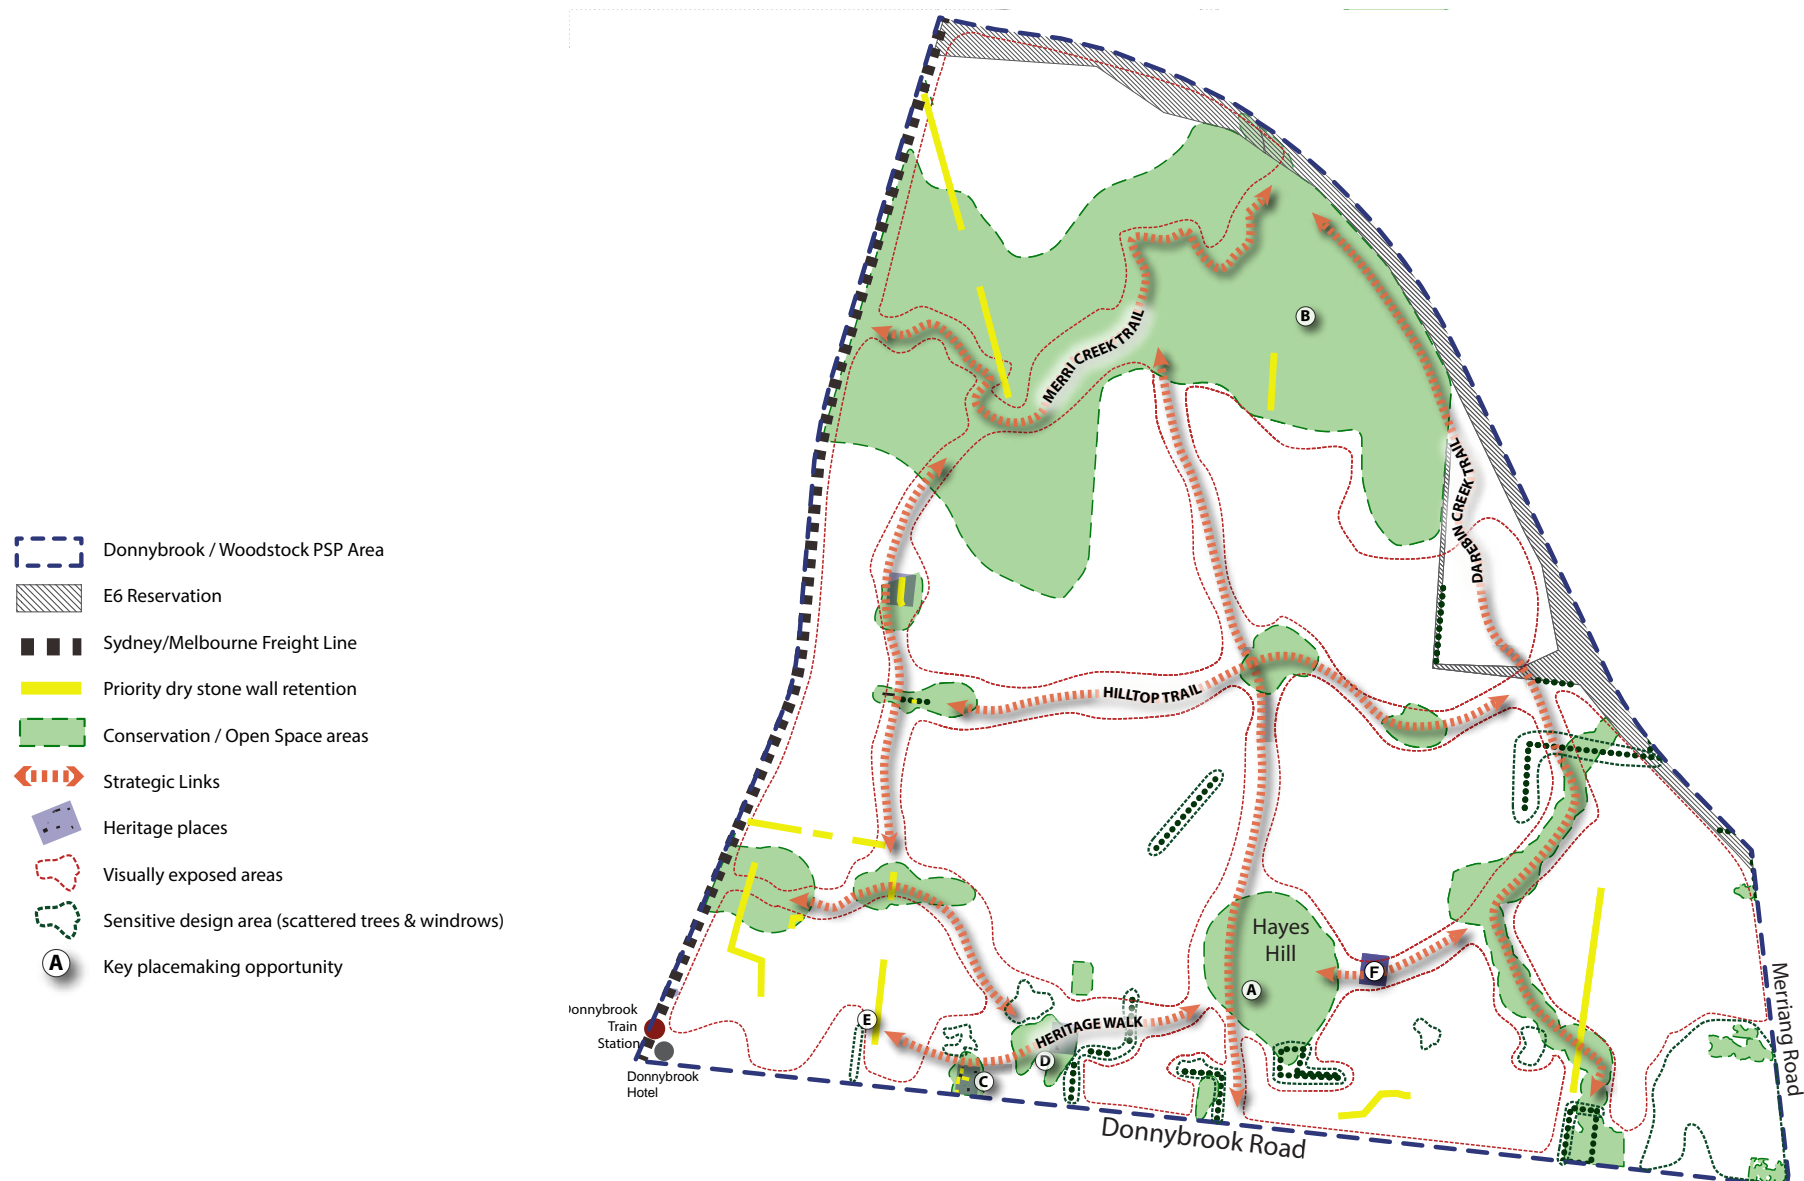 Donnybrook / Woodstock PSP Area
E6 Reservation
Sydney/Melbourne Freight Line
Priority dry stone wall retention
Conservation / Open Space areas
Strategic Links
Heritage places
Visually exposed areas
Sensitive design area (scattered trees & windrows)
A
Key placemaking opportunity
B
MERRI CREEK TRAIL
DAREBIN CREEK TRAIL
HILLTOP TRAIL
Hayes
Hill
A
F
E
HERITAGE WALK
D
C
onnybrook
Train
Station
Donnybrook
Hotel
Donnybrook Road
Merriang Road